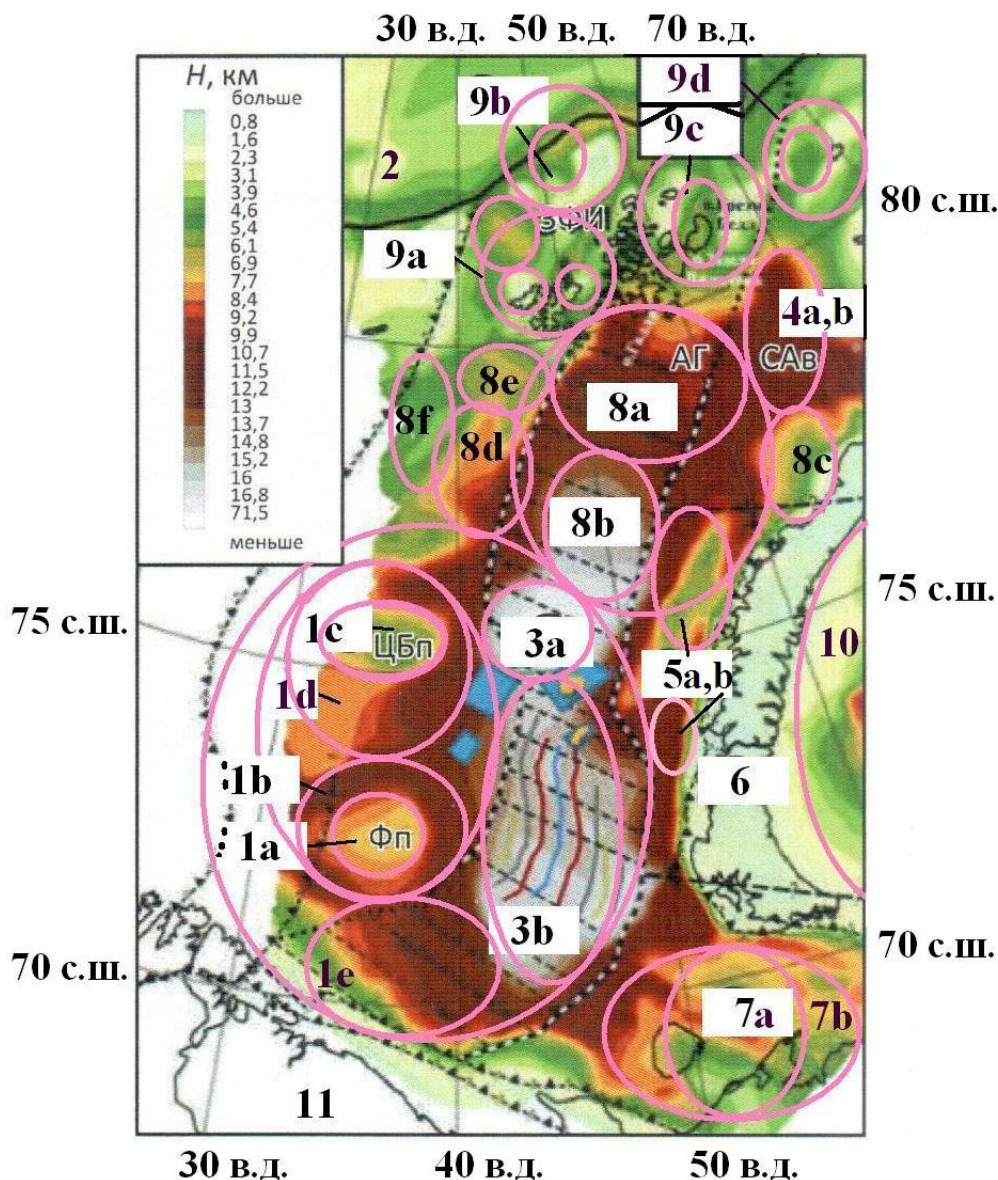 30 в.д. 50 в.д. 70 в.д.
H, км
больше
0,8
1,6
2,3
3,1
3,9
4,6
5,4
6,1
6,9
7,7
8,4
9,2
9,9
10,7
11,5
12,2
13
13,7
14,8
15,2
16
16,8
71,5
меньше
9d
9b
9c
2
80 с.ш.
ЗФИ
9a
4a,b
АГ
САв
8e
8a
8f
8d
8c
8b
75 с.ш.
75 с.ш.
1c
ЦБп
3a
10
5a,b
1d
1b
6
1a
Фп
3b
70 с.ш.
70 с.ш.
1e
7a
7b
11
30 в.д. 40 в.д. 50 в.д.